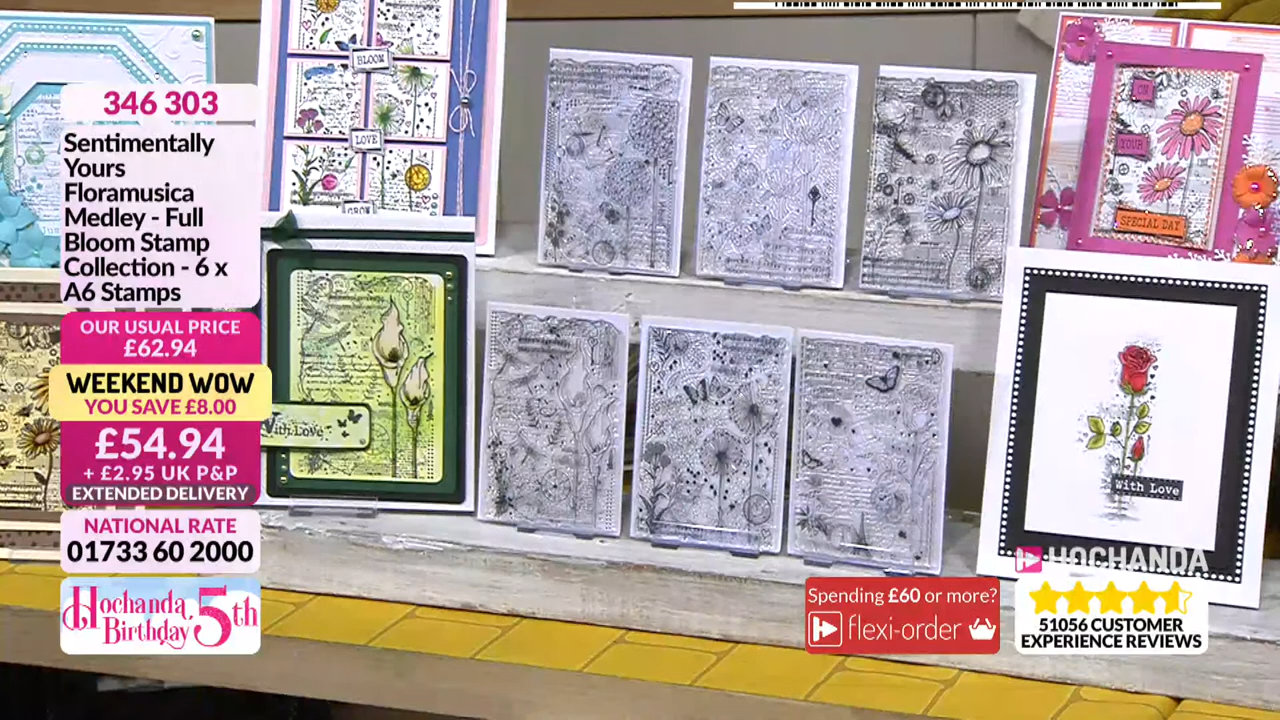 346 303
Sentimentally
Yours
Floramusica
Medley - Full
Bloom Stamp
Collection - 6 x
A6 Stamps
OUR USUAL PRICE
£62.94
WEEKEND WOW
YOU SAVE £8.00
£54.94
+ £2.95 UK P&P
EXTENDED DELIVERY
NATIONAL RATE
01733 60 2000
Hochanda
Birthday 5th
BLOOM
LOVE
GROW
With Love
ON
YOUR
SPECIAL DAY
With Love
HOCHANDA
Spending £60 or more?
flexi-order
51056 CUSTOMER
EXPERIENCE REVIEWS